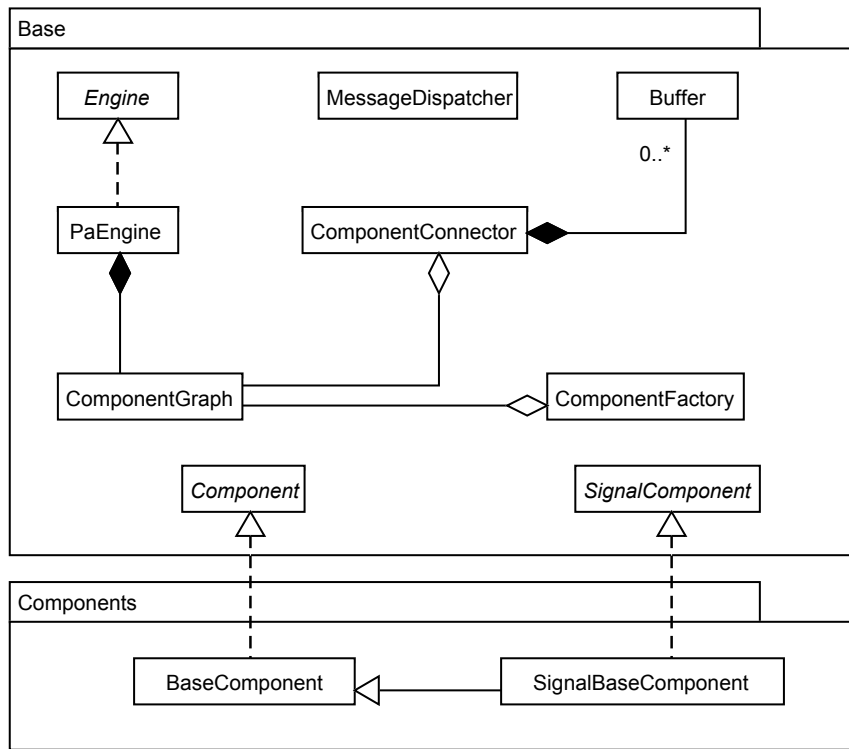 Base
Engine
MessageDispatcher
Buffer
0..*
PaEngine
ComponentConnector
ComponentGraph
ComponentFactory
Component
SignalComponent
Components
BaseComponent
SignalBaseComponent